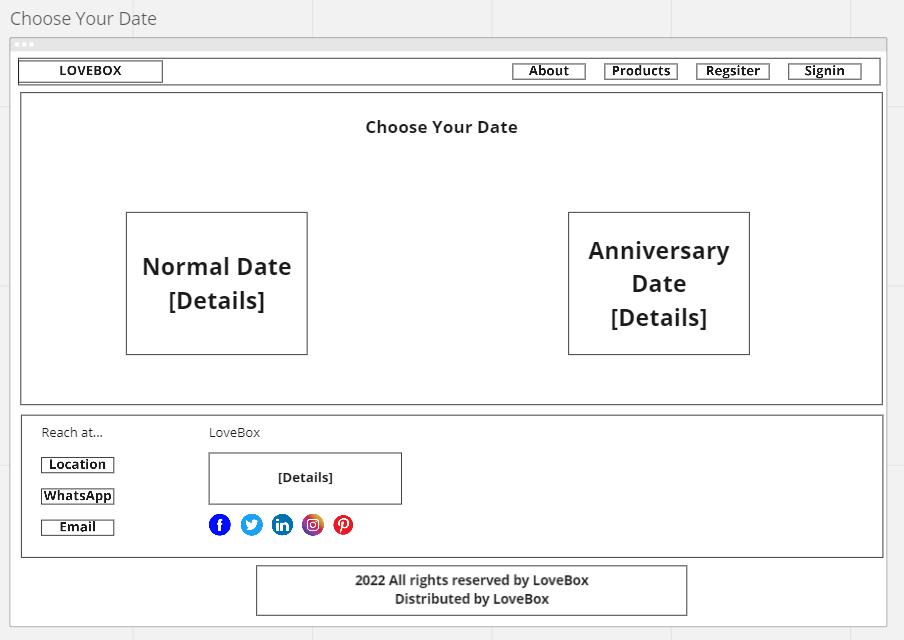 Choose Your Date
LOVEBOX
About
Products
Regsiter
Signin
Choose Your Date
Normal Date
[Details]
Anniversary
Date
[Details]
Reach at...
LoveBox
Location
WhatsApp
Email
[Details]
2022 All rights reserved by LoveBox
Distributed by LoveBox